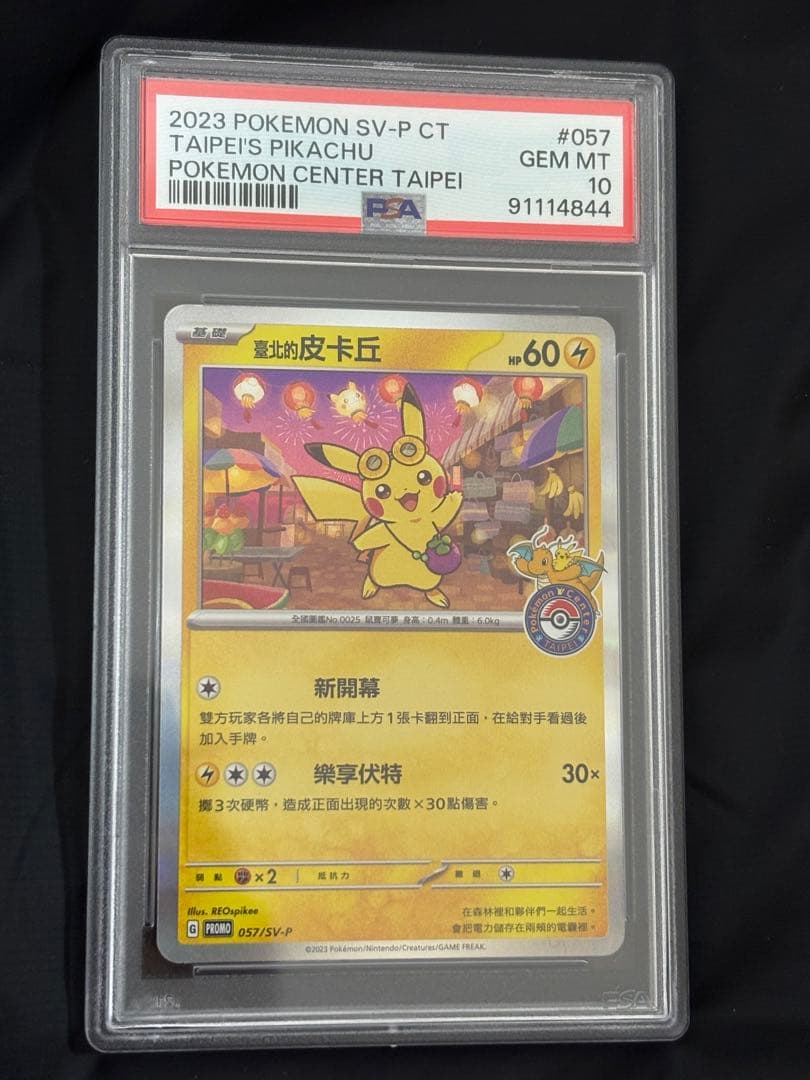 2023 POKEMON SV-P CT #057
TAIPEI'S PIKACHU GEM MT
POKEMON CENTER TAIPEI 10
91114844
PSA
基礎
臺北的皮卡丘 HP60
全國圖鑑No.0025 鼠寶可夢 身高：0.4m 體重：6.0kg
Pokémon Center
TAIPEI
新開幕
雙方玩家各將自己的牌庫上方1張卡翻到正面，在給對手看過後
加入手牌。
樂享伏特 30×
擲3次硬幣，造成正面出現的次數×30點傷害。
弱點 ×2 抵抗力 撤退
Illus. REOspikee
G PROMO 057/SV-P
在森林裡和夥伴們一起生活。
會把電力儲存在兩頰的電囊裡。
©2023 Pokémon/Nintendo/Creatures/GAME FREAK.
PSA